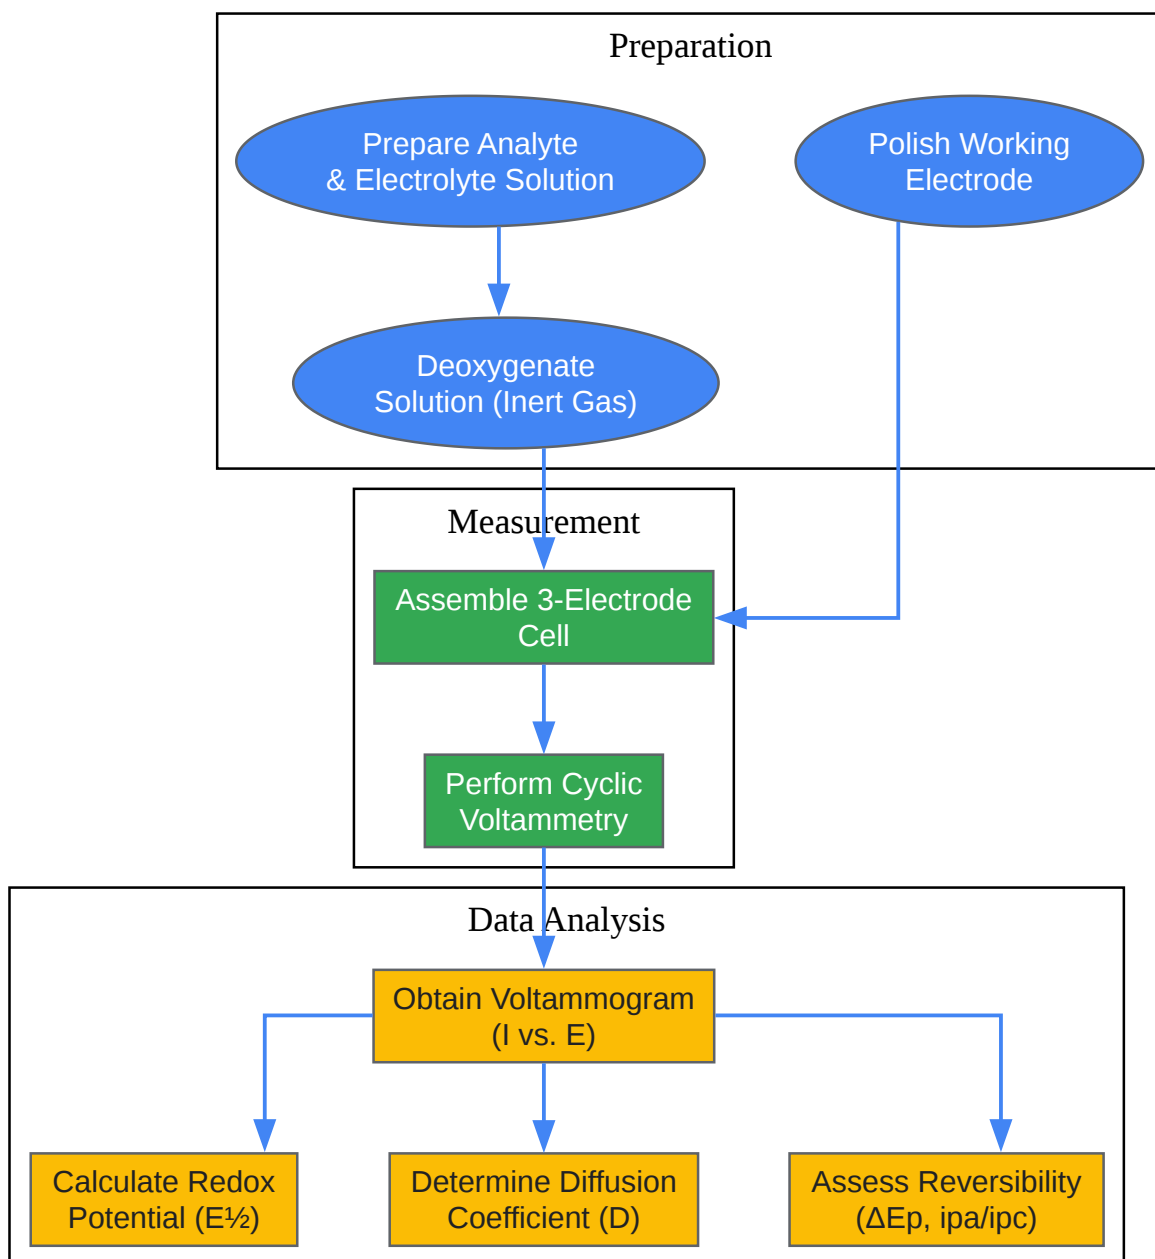 Preparation
Prepare Analyte
& Electrolyte Solution
Polish Working
Electrode
Deoxygenate
Solution (Inert Gas)
Measurement
Assemble 3-Electrode
Cell
Perform Cyclic
Voltammetry
Data Analysis
Obtain Voltammogram
(I vs. E)
Calculate Redox
Potential (E½)
Determine Diffusion
Coefficient (D)
Assess Reversibility
(ΔEp, ipa/ipc)